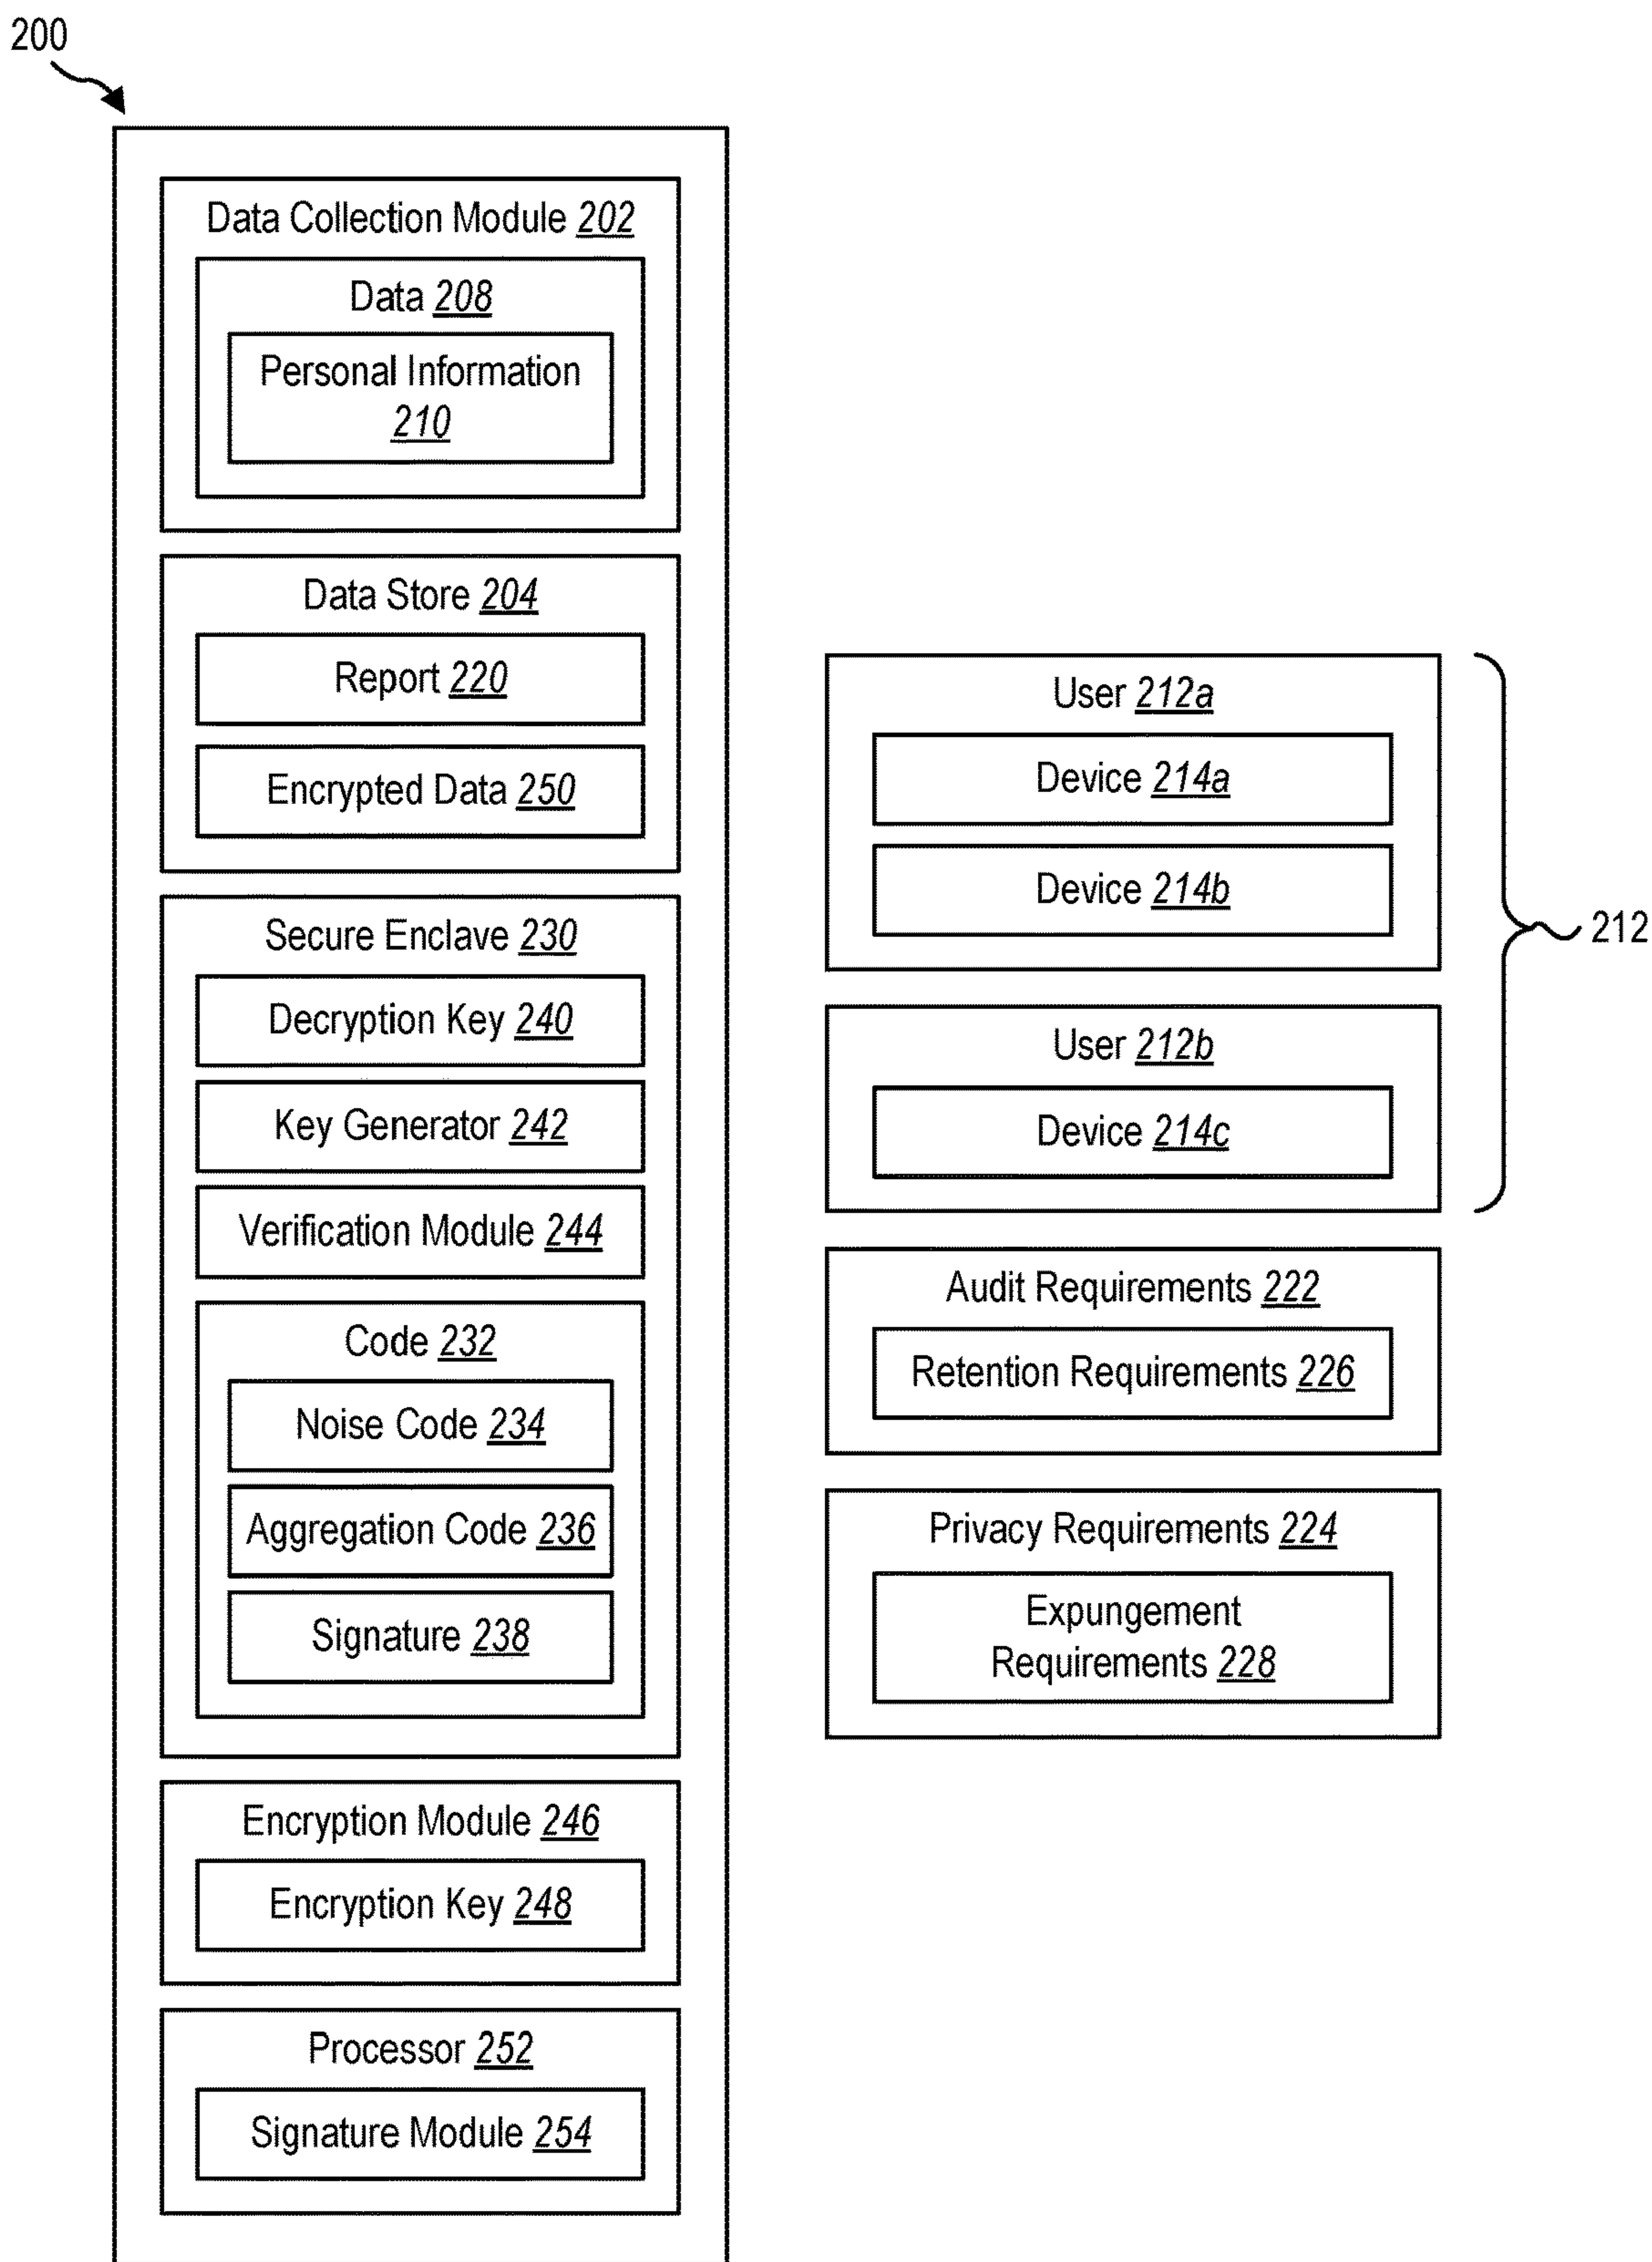 200
Data Collection Module 202
Data 208
Personal Information
210
Data Store 204
Report 220
Encrypted Data 250
Secure Enclave 230
Decryption Key 240
Key Generator 242
Verification Module 244
Code 232
Noise Code 234
Aggregation Code 236
Signature 238
Encryption Module 246
Encryption Key 248
Processor 252
Signature Module 254
User 212a
Device 214a
Device 214b
User 212b
Device 214c
212
Audit Requirements 222
Retention Requirements 226
Privacy Requirements 224
Expungement
Requirements 228